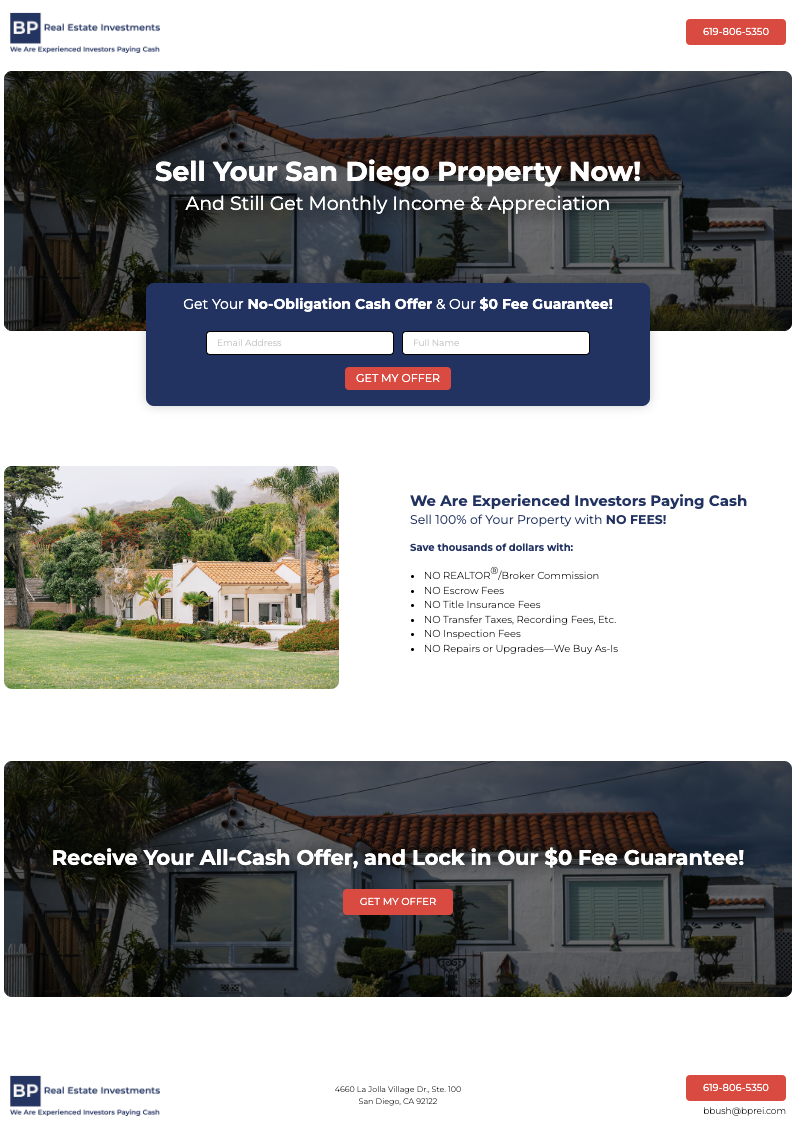 BP Real Estate Investments
We Are Experienced Investors Paying Cash
619-806-5350
Sell Your San Diego Property Now!
And Still Get Monthly Income & Appreciation
Get Your No-Obligation Cash Offer & Our $0 Fee Guarantee!
Email Address
Full Name
GET MY OFFER
We Are Experienced Investors Paying Cash
Sell 100% of Your Property with NO FEES!
Save thousands of dollars with:
• NO REALTOR®/Broker Commission
• NO Escrow Fees
• NO Title Insurance Fees
• NO Transfer Taxes, Recording Fees, Etc.
• NO Inspection Fees
• NO Repairs or Upgrades—We Buy As-Is
Receive Your All-Cash Offer, and Lock in Our $0 Fee Guarantee!
GET MY OFFER
BP Real Estate Investments
We Are Experienced Investors Paying Cash
4660 La Jolla Village Dr., Ste. 100
San Diego, CA 92122
619-806-5350
bbush@bprei.com